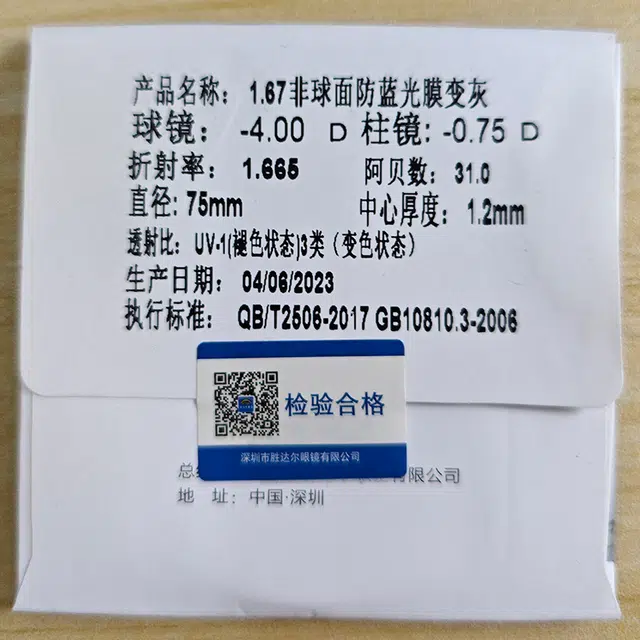 产品名称： 1.67非球面防蓝光膜变灰
球镜： -4.00 D 柱镜: -0.75 D
折射率： 1.665 阿贝数： 31.0
直径: 75mm 中心厚度： 1.2mm
透射比： UV-1(褪色状态)3类（变色状态）
生产日期： 04/06/2023
执行标准： QB/T2506-2017 GB10810.3-2006
检验合格
深圳市胜达尔眼镜有限公司
总 有限公司
地 址： 中国·深圳